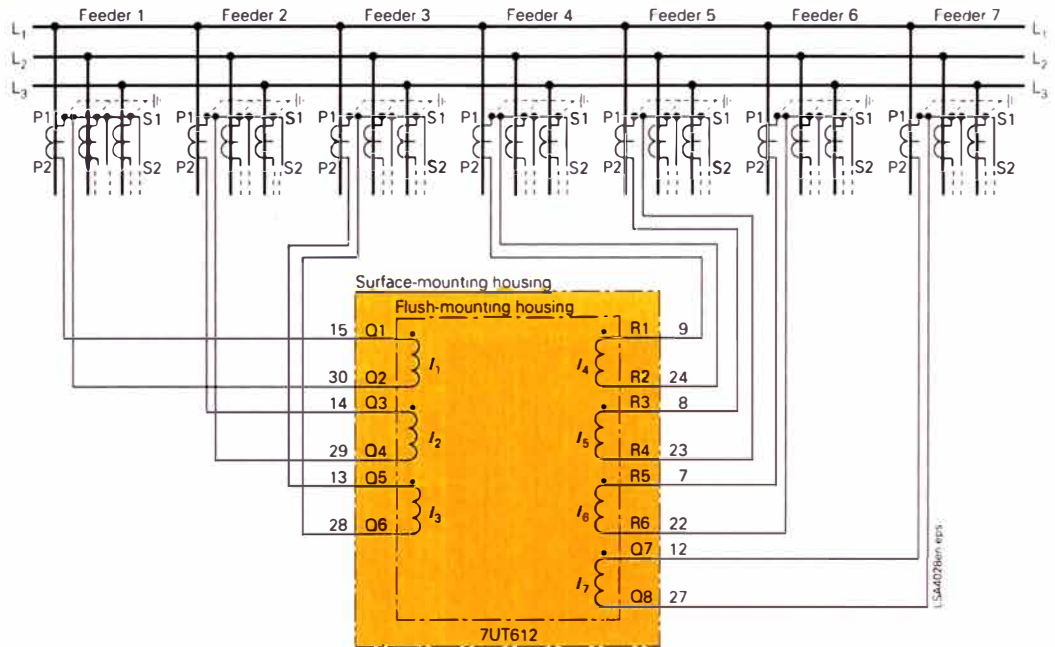 Feeder 1 Feeder 2 Feeder 3 Feeder 4 Feeder 5 Feeder 6 Feeder 7
L1 L1
L2 L2
L3 L3
P1 S1 P1 S1 P1 S1 P1 S1 P1 S1 P1 S1 P1 S1
P2 S2 P2 S2 P2 S2 P2 S2 P2 S2 P2 S2 P2 S2
Surface-mounting housing
Flush-mounting housing
15 Q1 R1 9
I1 I4
30 Q2 R2 24
14 Q3 R3 8
I2 I5
29 Q4 R4 23
13 Q5 R5 7
I3 I6
28 Q6 R6 22
Q7 12
I7
Q8 27
7UT612
LSA4028en.eps